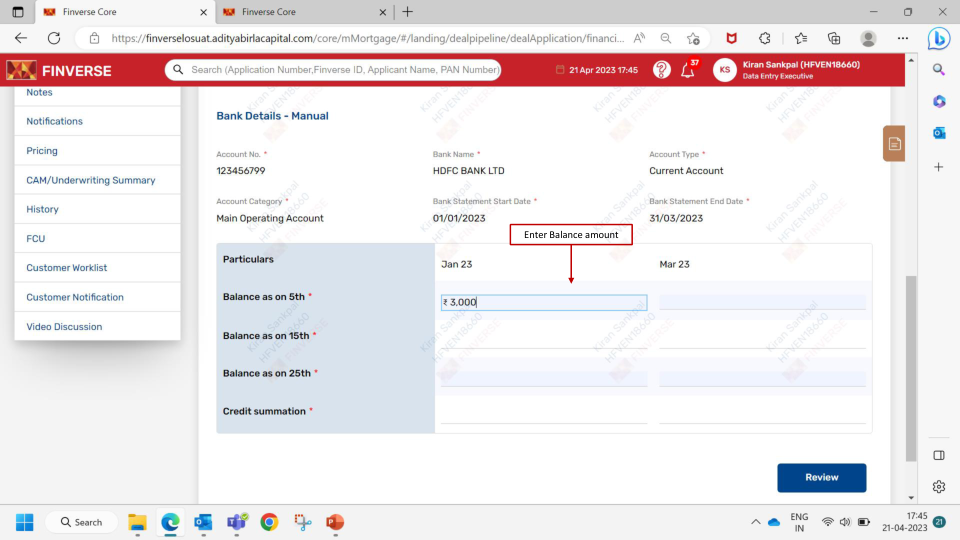 Finverse Core
Finverse Core
https://finverselosuat.adityabirlacapital.com/core/mMortgage/#/landing/dealpipeline/dealApplication/financi...
FINVERSE
Search (Application Number,Finverse ID, Applicant Name, PAN Number)
21 Apr 2023 17:45
37
KS
Kiran Sankpal (HFVEN18660)
Data Entry Executive
Notes
Notifications
Pricing
CAM/Underwriting Summary
History
FCU
Customer Worklist
Customer Notification
Video Discussion
Bank Details - Manual
Account No. *
Bank Name *
Account Type *
123456799
HDFC BANK LTD
Current Account
Account Category *
Bank Statement Start Date *
Bank Statement End Date *
Main Operating Account
01/01/2023
31/03/2023
Enter Balance amount
Particulars
Jan 23
Mar 23
Balance as on 5th *
₹ 3,000
Balance as on 15th *
Balance as on 25th *
Credit summation *
Review
Search
ENG
IN
17:45
21-04-2023
21